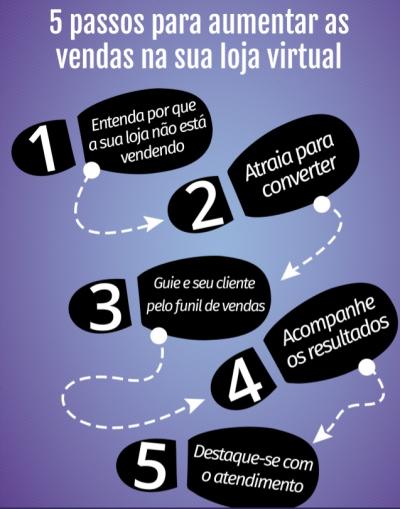 5 passos para aumentar as
vendas na sua loja virtual
1
Entenda por que
a sua loja não está
vendendo
2
Atraia para
converter
3
Guie e seu cliente
pelo funil de vendas
4
Acompanhe
os resultados
5
Destaque-se com
o atendimento